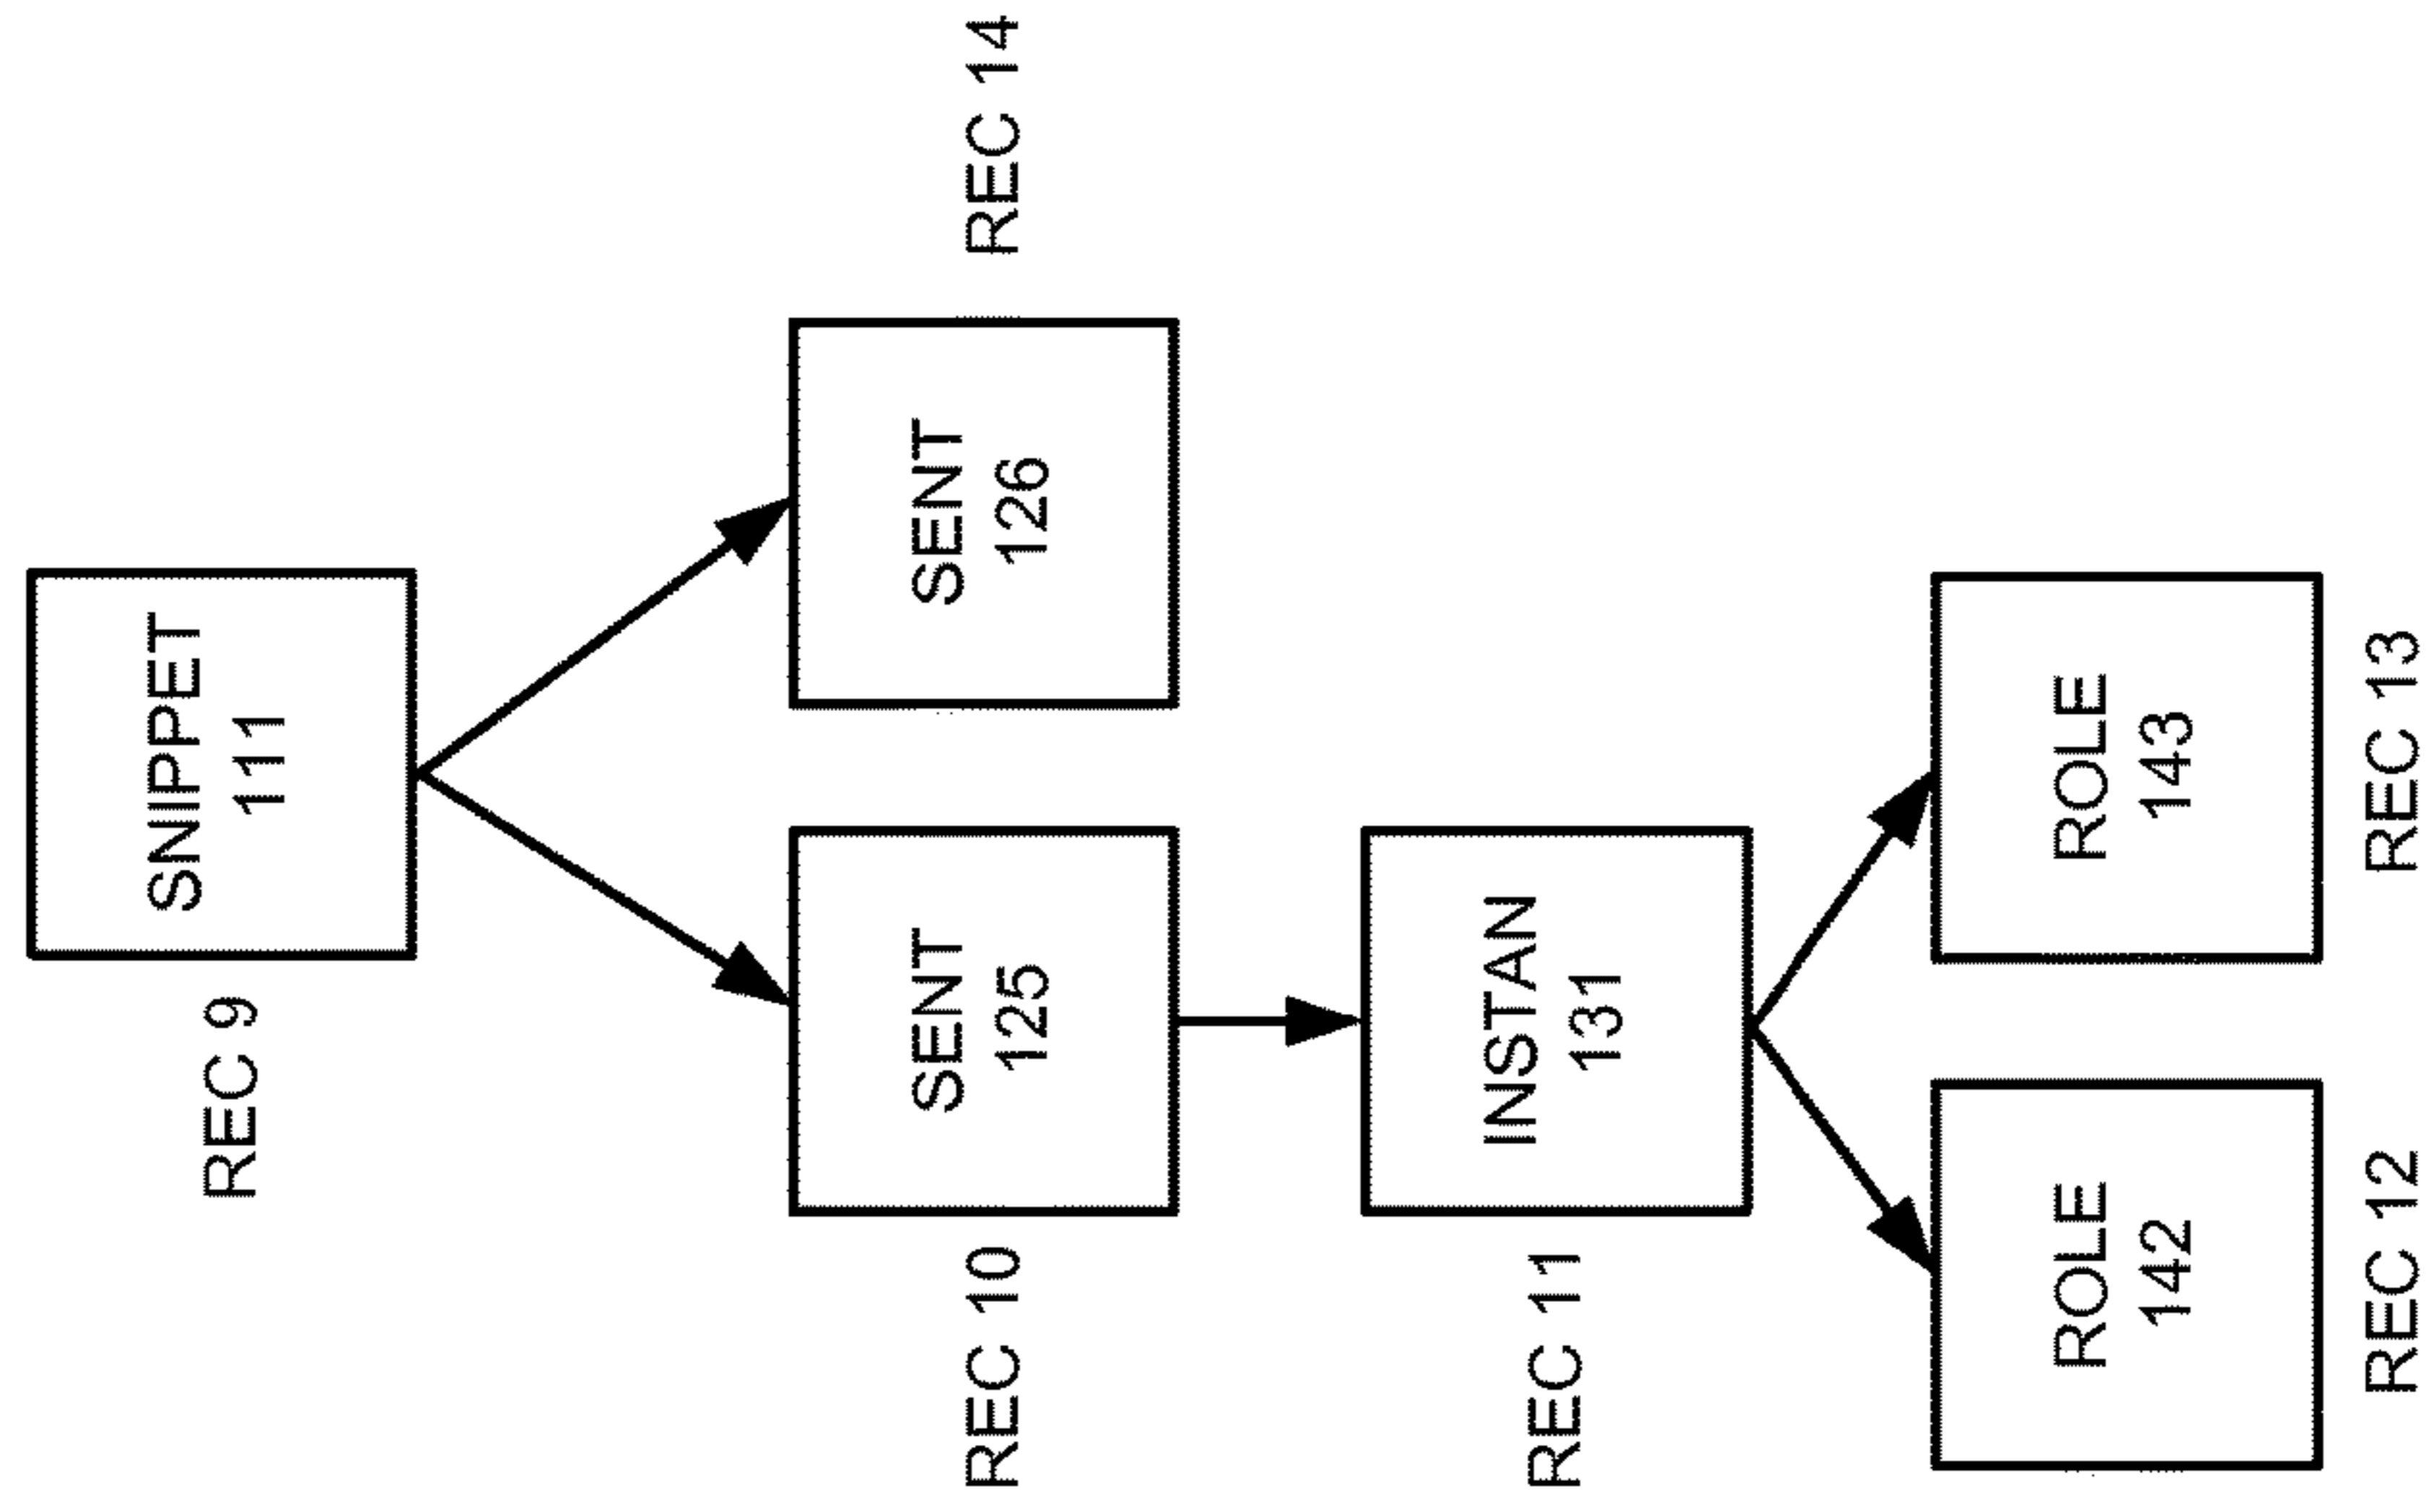 REC 9
SNIPPET
111
REC 10
SENT
125
SENT
126
REC 14
REC 11
INSTAN
131
ROLE
142
REC 12
ROLE
143
REC 13